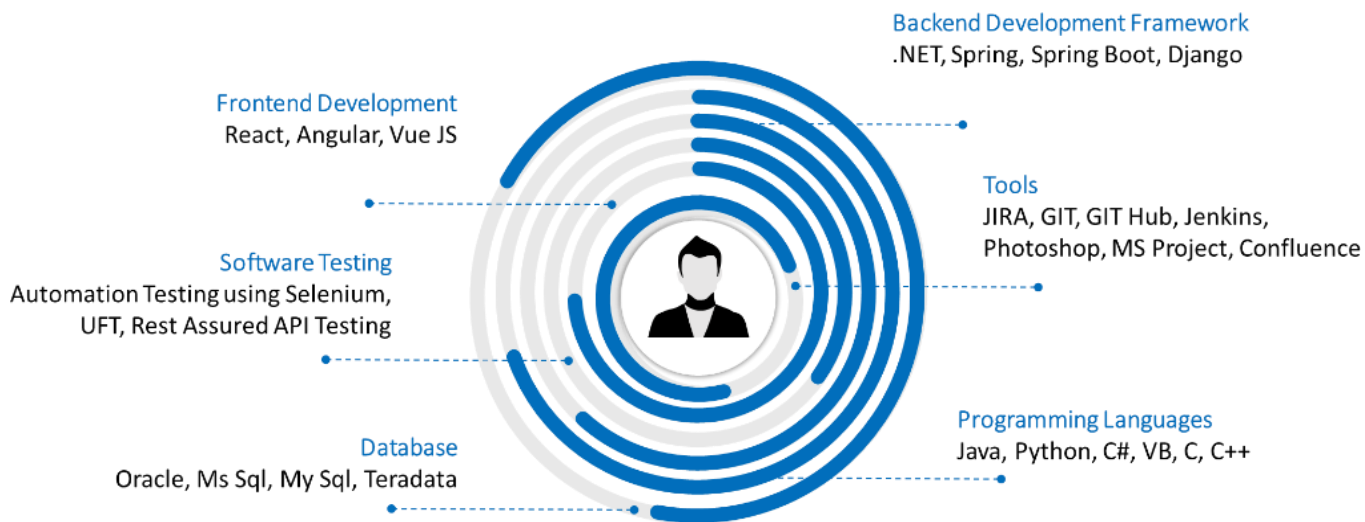 Backend Development Framework
.NET, Spring, Spring Boot, Django
Frontend Development
React, Angular, Vue JS
Tools
JIRA, GIT, GIT Hub, Jenkins,
Photoshop, MS Project, Confluence
Software Testing
Automation Testing using Selenium,
UFT, Rest Assured API Testing
Programming Languages
Java, Python, C#, VB, C, C++
Database
Oracle, Ms Sql, My Sql, Teradata